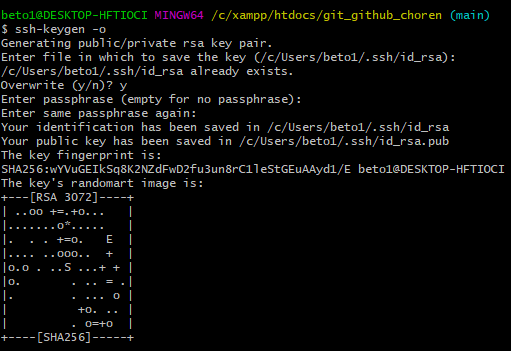 beto1@DESKTOP-HFTIOCI MINGW64 /c/xampp/htdocs/git_github_choren (main)
$ ssh-keygen -o
Generating public/private rsa key pair.
Enter file in which to save the key (/c/Users/beto1/.ssh/id_rsa):
/c/Users/beto1/.ssh/id_rsa already exists.
Overwrite (y/n)? y
Enter passphrase (empty for no passphrase):
Enter same passphrase again:
Your identification has been saved in /c/Users/beto1/.ssh/id_rsa
Your public key has been saved in /c/Users/beto1/.ssh/id_rsa.pub
The key fingerprint is:
SHA256:wYVuGEIkSq8K2NZdFwD2fu3un8rC1leStGEuAAyd1/E beto1@DESKTOP-HFTIOCI
The key's randomart image is:
+---[RSA 3072]----+
| ..oo +=.+o...   |
|.......o*.....   |
|. . . +=o.   E   |
|.... ..ooo..  +  |
|o.o . ..S ...+ + |
|o.       . .. = .|
|.        . ... o |
|          +o. .. |
|         . o=+o  |
+----[SHA256]-----+